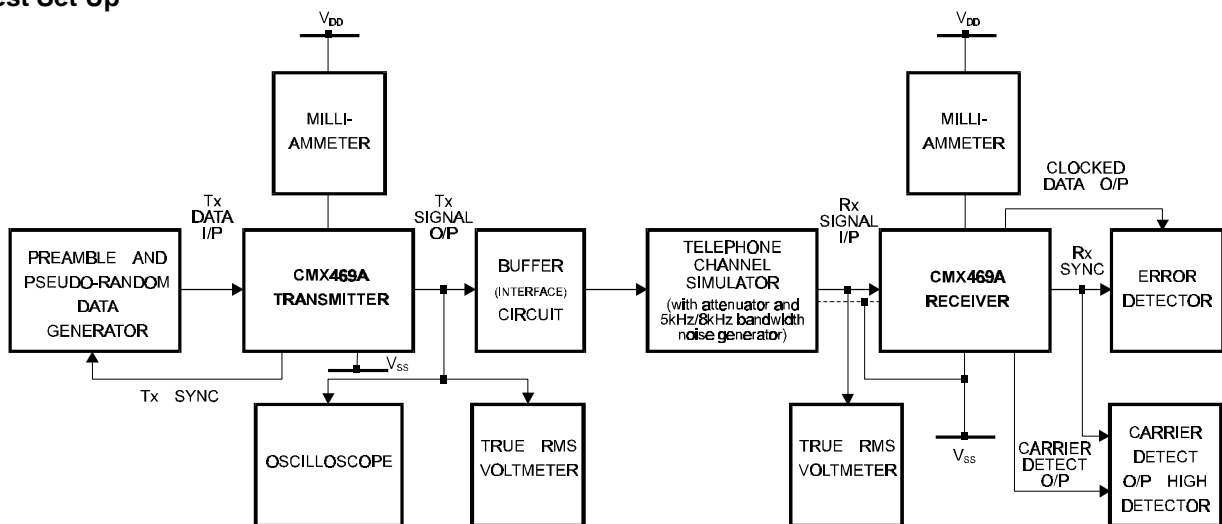 est Set Up
VDD
VDD
MILLI-
AMMETER
MILLI-
AMMETER
CLOCKED
DATA O/P
Tx
DATA
I/P
Tx
SIGNAL
O/P
Rx
SIGNAL
I/P
Rx
SYNC
PREAMBLE AND
PSEUDO-RANDOM
DATA
GENERATOR
CMX469A
TRANSMITTER
BUFFER
(INTERFACE)
CIRCUIT
TELEPHONE
CHANNEL
SIMULATOR
(with attenuator and
5kHz/8kHz bandwidth
noise generator)
CMX469A
RECEIVER
ERROR
DETECTOR
VSS
Tx SYNC
OSCILLOSCOPE
TRUE RMS
VOLTMETER
TRUE RMS
VOLTMETER
VSS
CARRIER
DETECT
O/P
CARRIER
DETECT
O/P HIGH
DETECTOR